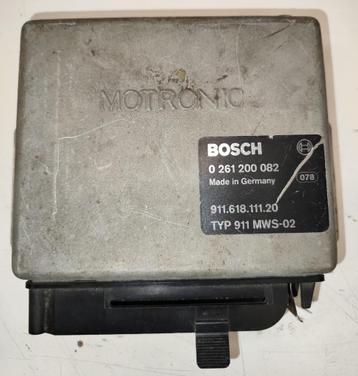 MOTRONIC
BOSCH
0 261 200 082
Made in Germany
078
911.618.111.20
TYP 911 MWS-02